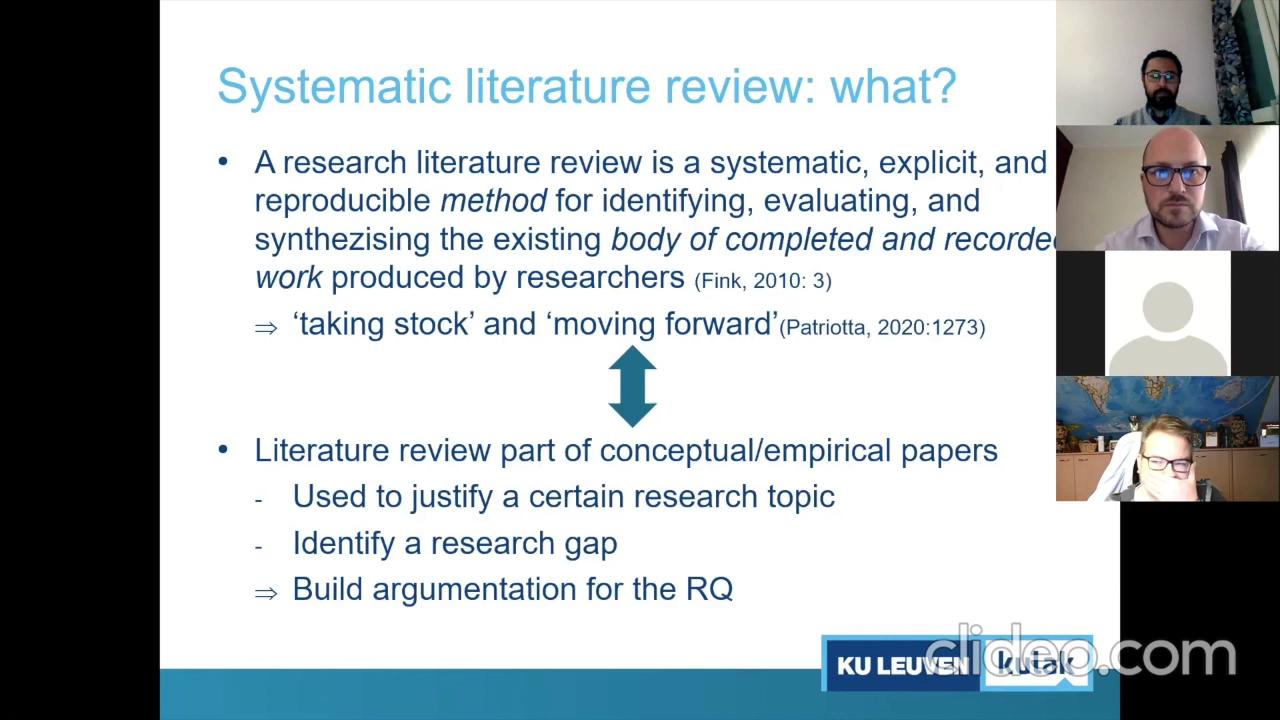 Systematic literature review: what?
• A research literature review is a systematic, explicit, and
reproducible method for identifying, evaluating, and
synthezising the existing body of completed and recorded
work produced by researchers (Fink, 2010: 3)
⇒ ‘taking stock’ and ‘moving forward’(Patriotta, 2020:1273)
• Literature review part of conceptual/empirical papers
- Used to justify a certain research topic
- Identify a research gap
⇒ Build argumentation for the RQ
KU LEUVEN kulak
clideo.com